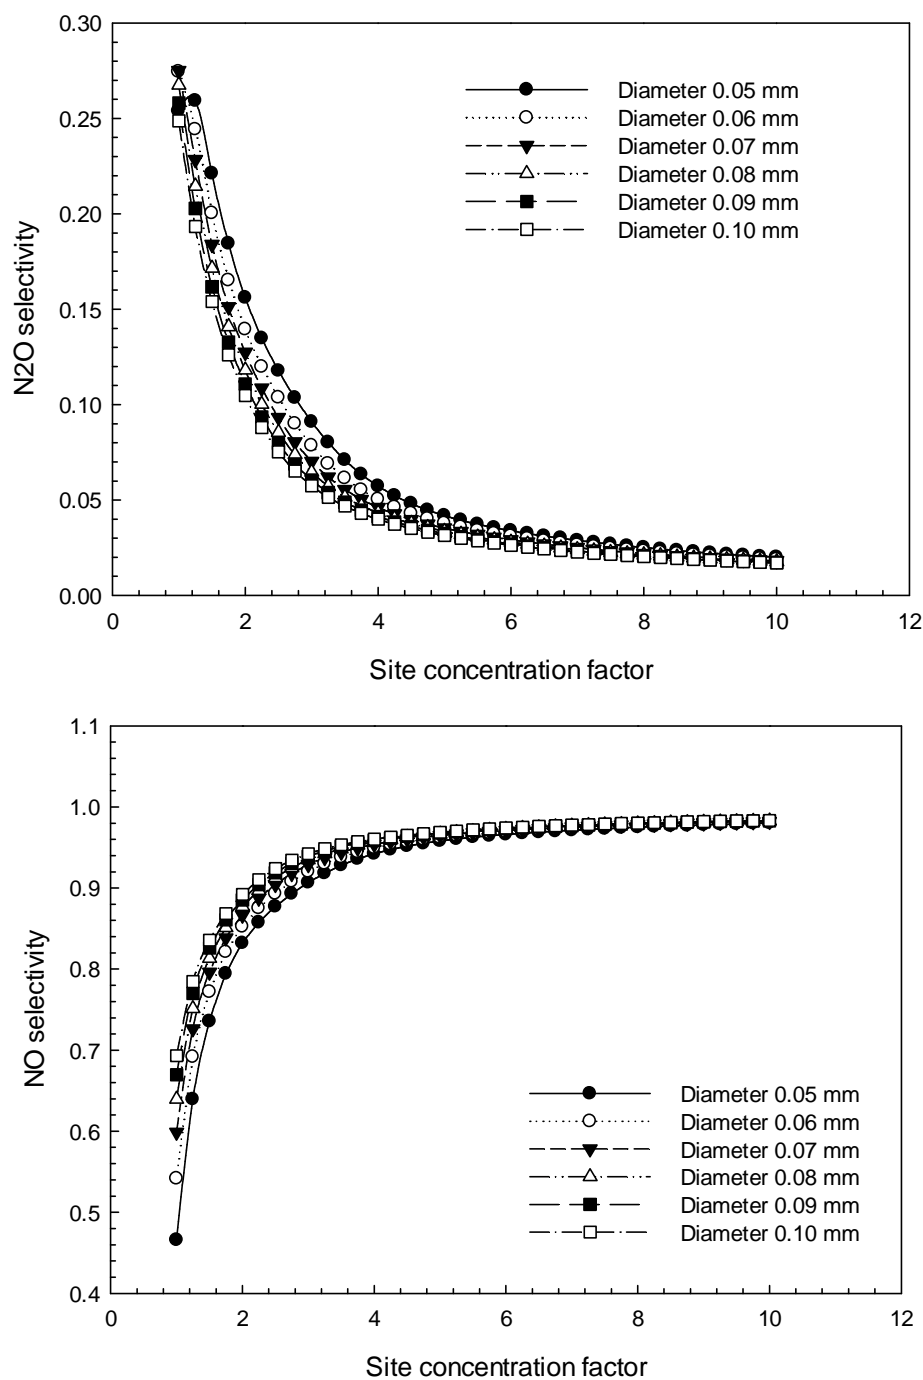 0.30
0.25
0.20
0.15
0.10
0.05
0.00
N2O selectivity
Diameter 0.05 mm
Diameter 0.06 mm
Diameter 0.07 mm
Diameter 0.08 mm
Diameter 0.09 mm
Diameter 0.10 mm
0 2 4 6 8 10 12
Site concentration factor
1.1
1.0
0.9
0.8
0.7
0.6
0.5
0.4
NO selectivity
Diameter 0.05 mm
Diameter 0.06 mm
Diameter 0.07 mm
Diameter 0.08 mm
Diameter 0.09 mm
Diameter 0.10 mm
0 2 4 6 8 10 12
Site concentration factor